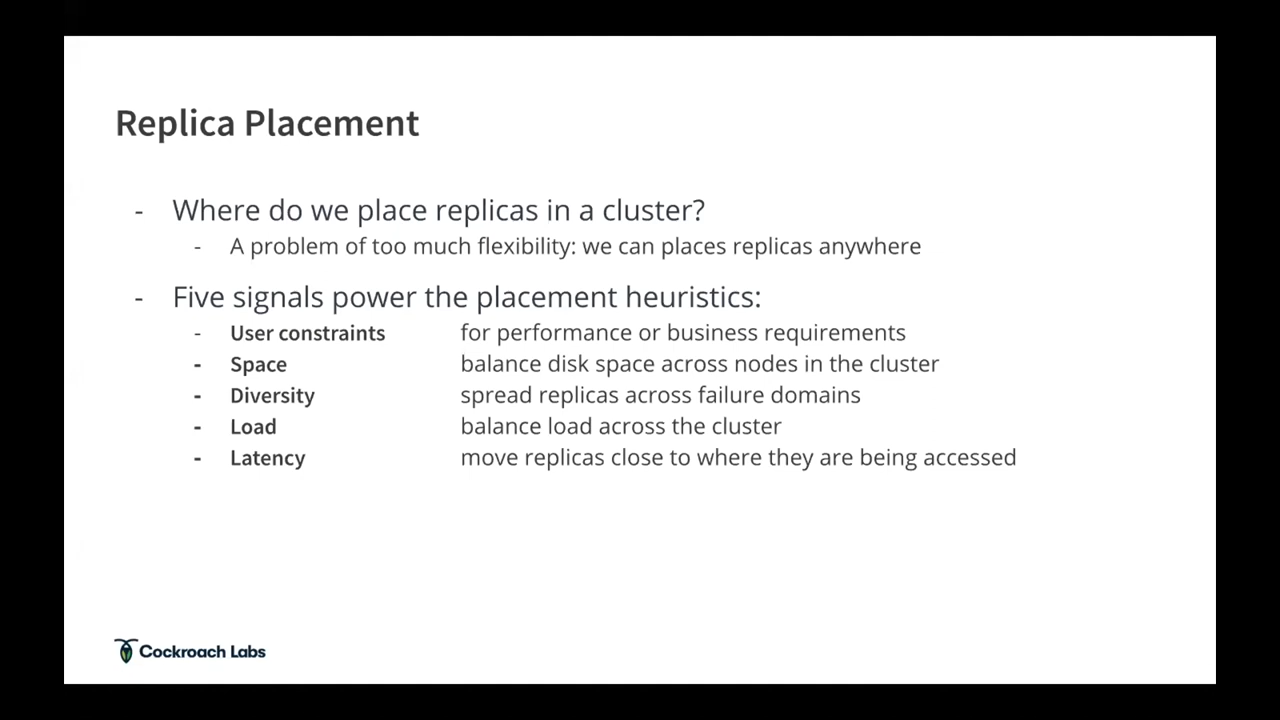 Replica Placement
- Where do we place replicas in a cluster?
- A problem of too much flexibility: we can places replicas anywhere
- Five signals power the placement heuristics:
- User constraints for performance or business requirements
- Space balance disk space across nodes in the cluster
- Diversity spread replicas across failure domains
- Load balance load across the cluster
- Latency move replicas close to where they are being accessed
Cockroach Labs